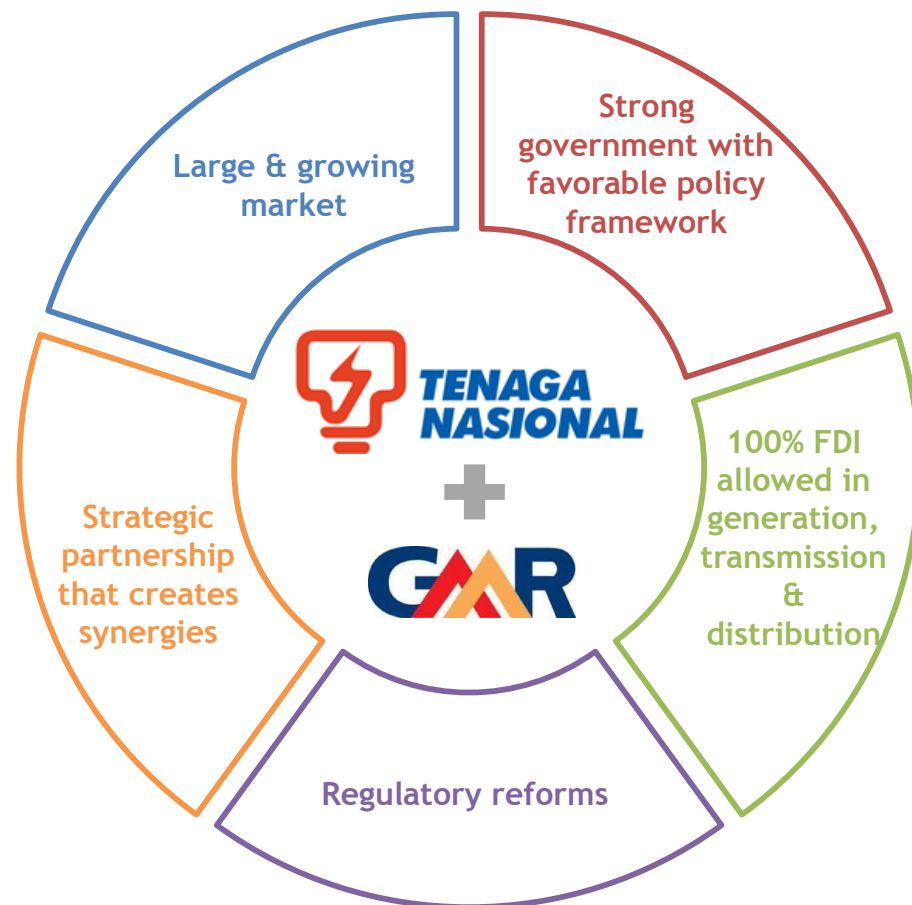 Large & growing
market
Strong
government with
favorable policy
framework
100% FDI
allowed in
generation,
transmission
&
distribution
Regulatory reforms
Strategic
partnership
that creates
synergies
TENAGA
NASIONAL
GMR